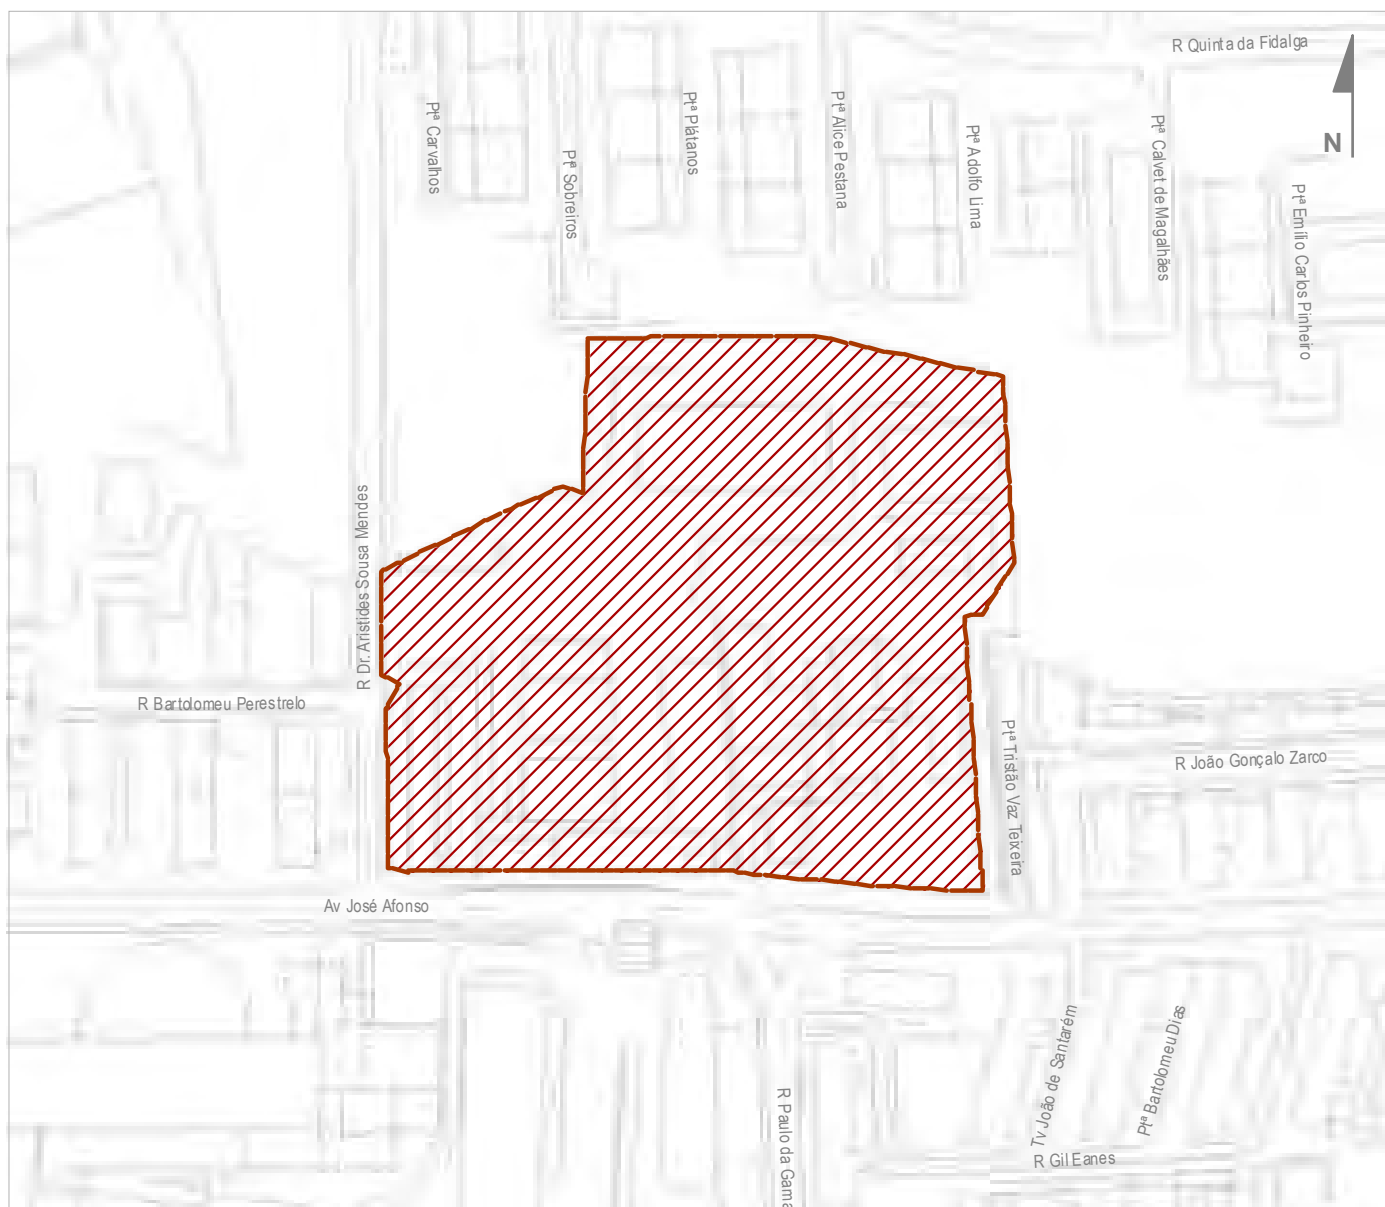 R Quinta da Fidalga
N
Ptª Carvalhos
Ptª Sobreiros
Ptª Plátanos
Ptª Alice Pestana
Ptª Adolfo Lima
Ptª Calvet de Magalhães
Ptª Emílio Carlos Pinheiro
R Dr. Aristides Sousa Mendes
R Bartolomeu Perestrelo
Ptª Tristão Vaz Teixeira
R João Gonçalo Zarco
Av José Afonso
Tv João de Santarém
Ptª Bartolomeu Dias
R Paulo da Gama
R Gil Eanes